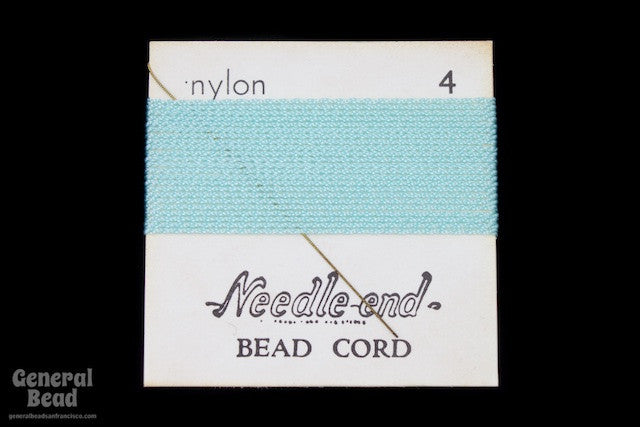 nylon 4
Needle-end
BEAD CORD
General
Bead
generalbeadsanfrancisco.com